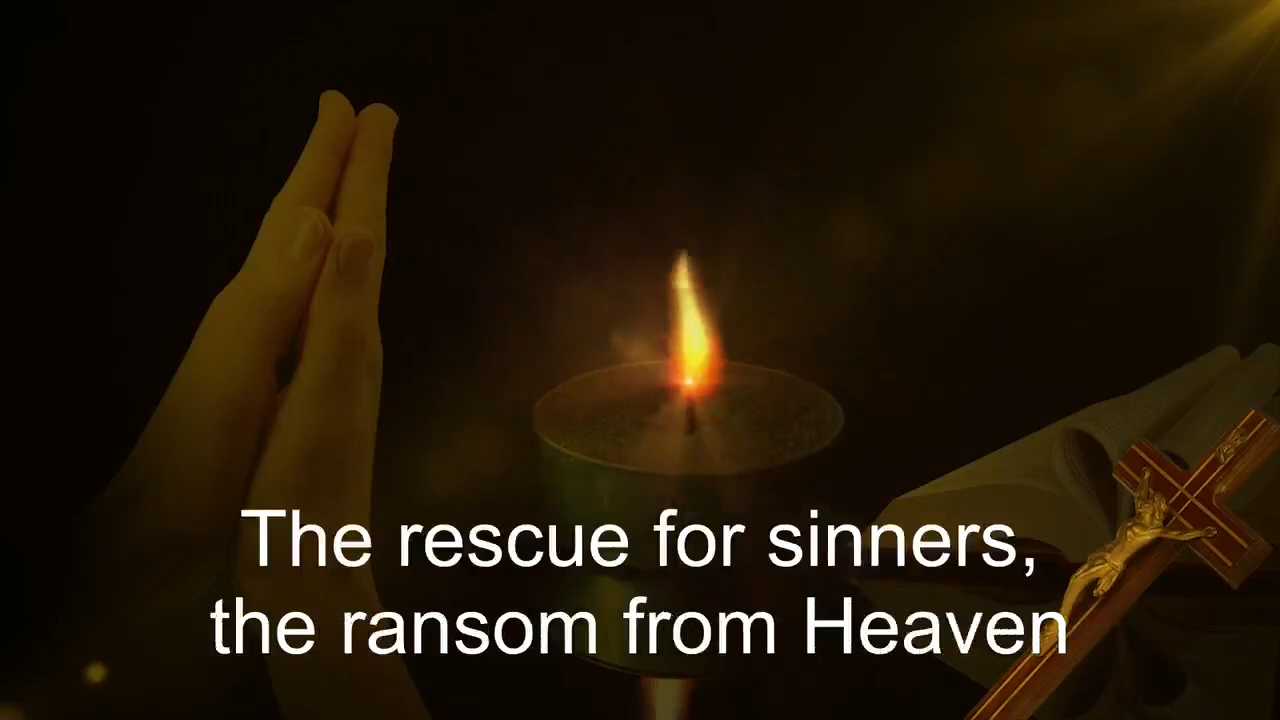 The rescue for sinners,
the ransom from Heaven